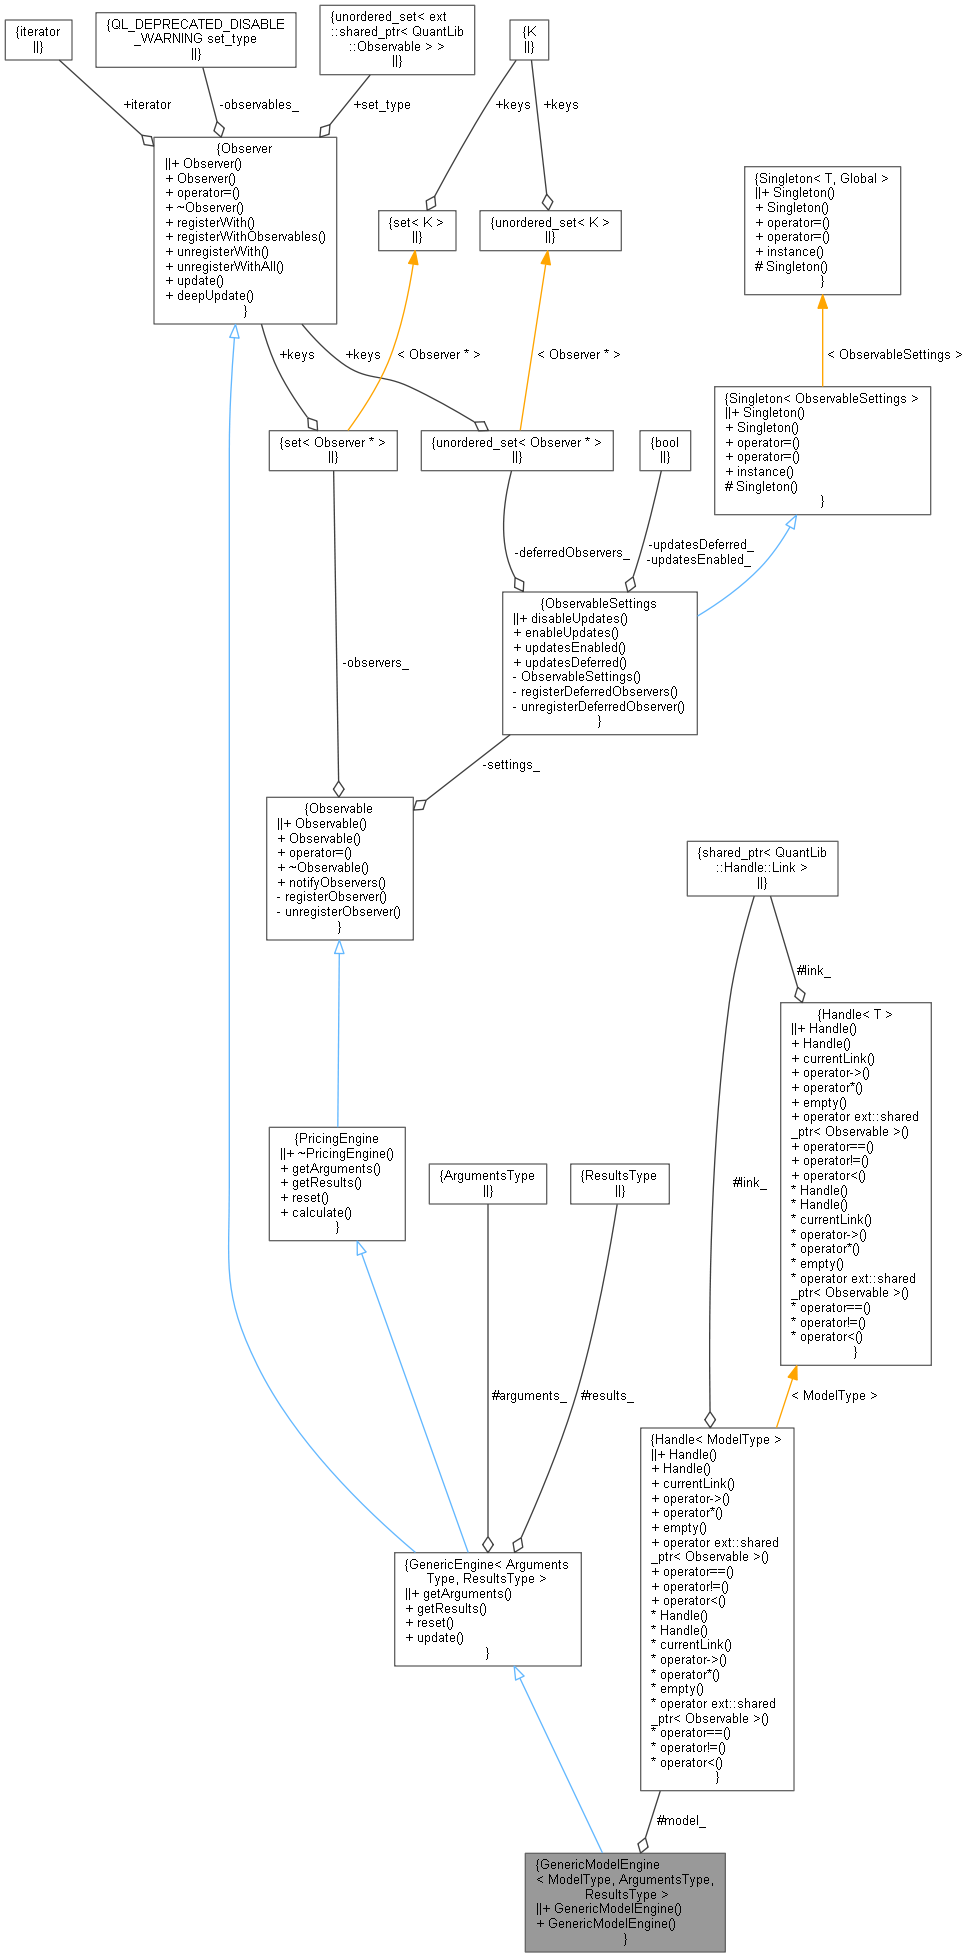 {iterator
||}
{QL_DEPRECATED_DISABLE
_WARNING set_type
||}
{unordered_set< ext
::shared_ptr< QuantLib
::Observable > >
||}
{K
||}
+iterator
-observables_
+set_type
+keys
+keys
{Observer
||+ Observer()
+ Observer()
+ operator=()
+ ~Observer()
+ registerWith()
+ registerWithObservables()
+ unregisterWith()
+ unregisterWithAll()
+ update()
+ deepUpdate()
}
{set< K >
||}
{unordered_set< K >
||}
{Singleton< T, Global >
||+ Singleton()
+ Singleton()
+ operator=()
+ operator=()
+ instance()
# Singleton()
}
+keys
+keys
< Observer * >
< Observer * >
< ObservableSettings >
{set< Observer * >
||}
{unordered_set< Observer * >
||}
{bool
||}
{Singleton< ObservableSettings >
||+ Singleton()
+ Singleton()
+ operator=()
+ operator=()
+ instance()
# Singleton()
}
-deferredObservers_
-updatesDeferred_
-updatesEnabled_
{ObservableSettings
||+ disableUpdates()
+ enableUpdates()
+ updatesEnabled()
+ updatesDeferred()
- ObservableSettings()
- registerDeferredObservers()
- unregisterDeferredObserver()
}
-observers_
-settings_
{Observable
||+ Observable()
+ Observable()
+ operator=()
+ ~Observable()
+ notifyObservers()
- registerObserver()
- unregisterObserver()
}
{shared_ptr< QuantLib
::Handle::Link >
||}
#link_
{Handle< T >
||+ Handle()
+ Handle()
+ currentLink()
+ operator->()
+ operator*()
+ empty()
+ operator ext::shared
_ptr< Observable >()
+ operator==()
+ operator!=()
+ operator<()
* Handle()
* Handle()
* currentLink()
* operator->()
* operator*()
* empty()
* operator ext::shared
_ptr< Observable >()
* operator==()
* operator!=()
* operator<()
}
{PricingEngine
||+ ~PricingEngine()
+ getArguments()
+ getResults()
+ reset()
+ calculate()
}
{ArgumentsType
||}
{ResultsType
||}
#link_
#arguments_
#results_
< ModelType >
{Handle< ModelType >
||+ Handle()
+ Handle()
+ currentLink()
+ operator->()
+ operator*()
+ empty()
+ operator ext::shared
_ptr< Observable >()
+ operator==()
+ operator!=()
+ operator<()
* Handle()
* Handle()
* currentLink()
* operator->()
* operator*()
* empty()
* operator ext::shared
_ptr< Observable >()
* operator==()
* operator!=()
* operator<()
}
{GenericEngine< Arguments
Type, ResultsType >
||+ getArguments()
+ getResults()
+ reset()
+ update()
}
#model_
{GenericModelEngine
< ModelType, ArgumentsType,
ResultsType >
||+ GenericModelEngine()
+ GenericModelEngine()
}